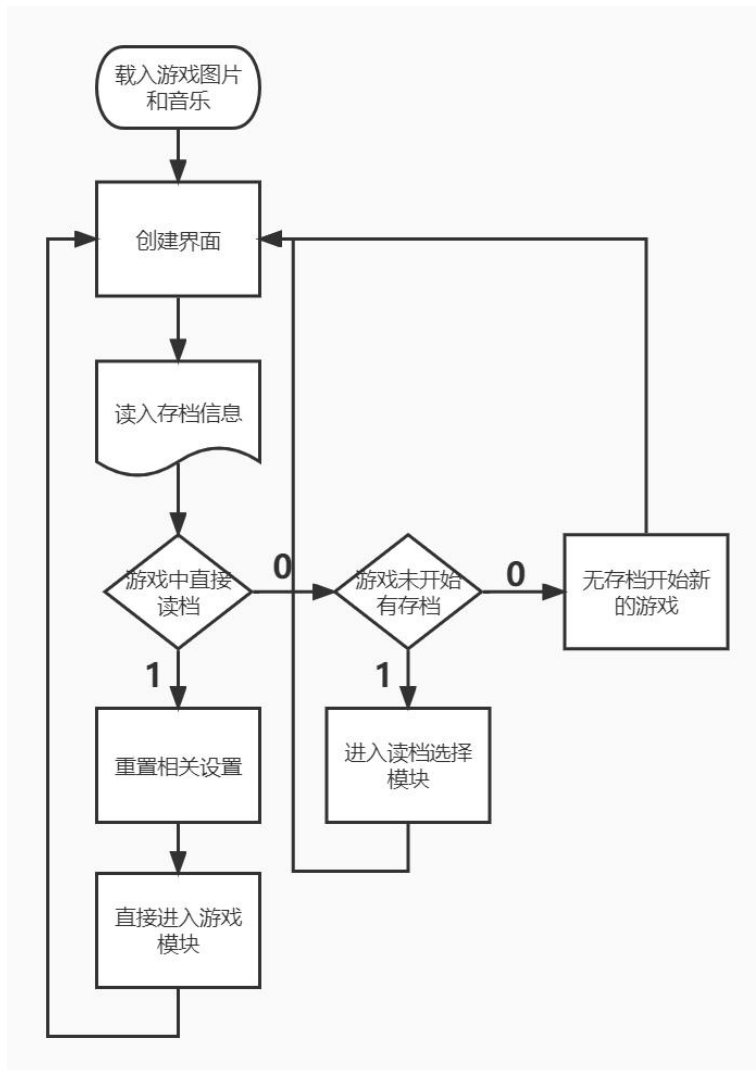 载入游戏图片
和音乐
创建界面
读入存档信息
游戏中直接
读档
0
游戏未开始
有存档
0
无存档开始新
的游戏
1
1
重置相关设置
进入读档选择
模块
直接进入游戏
模块